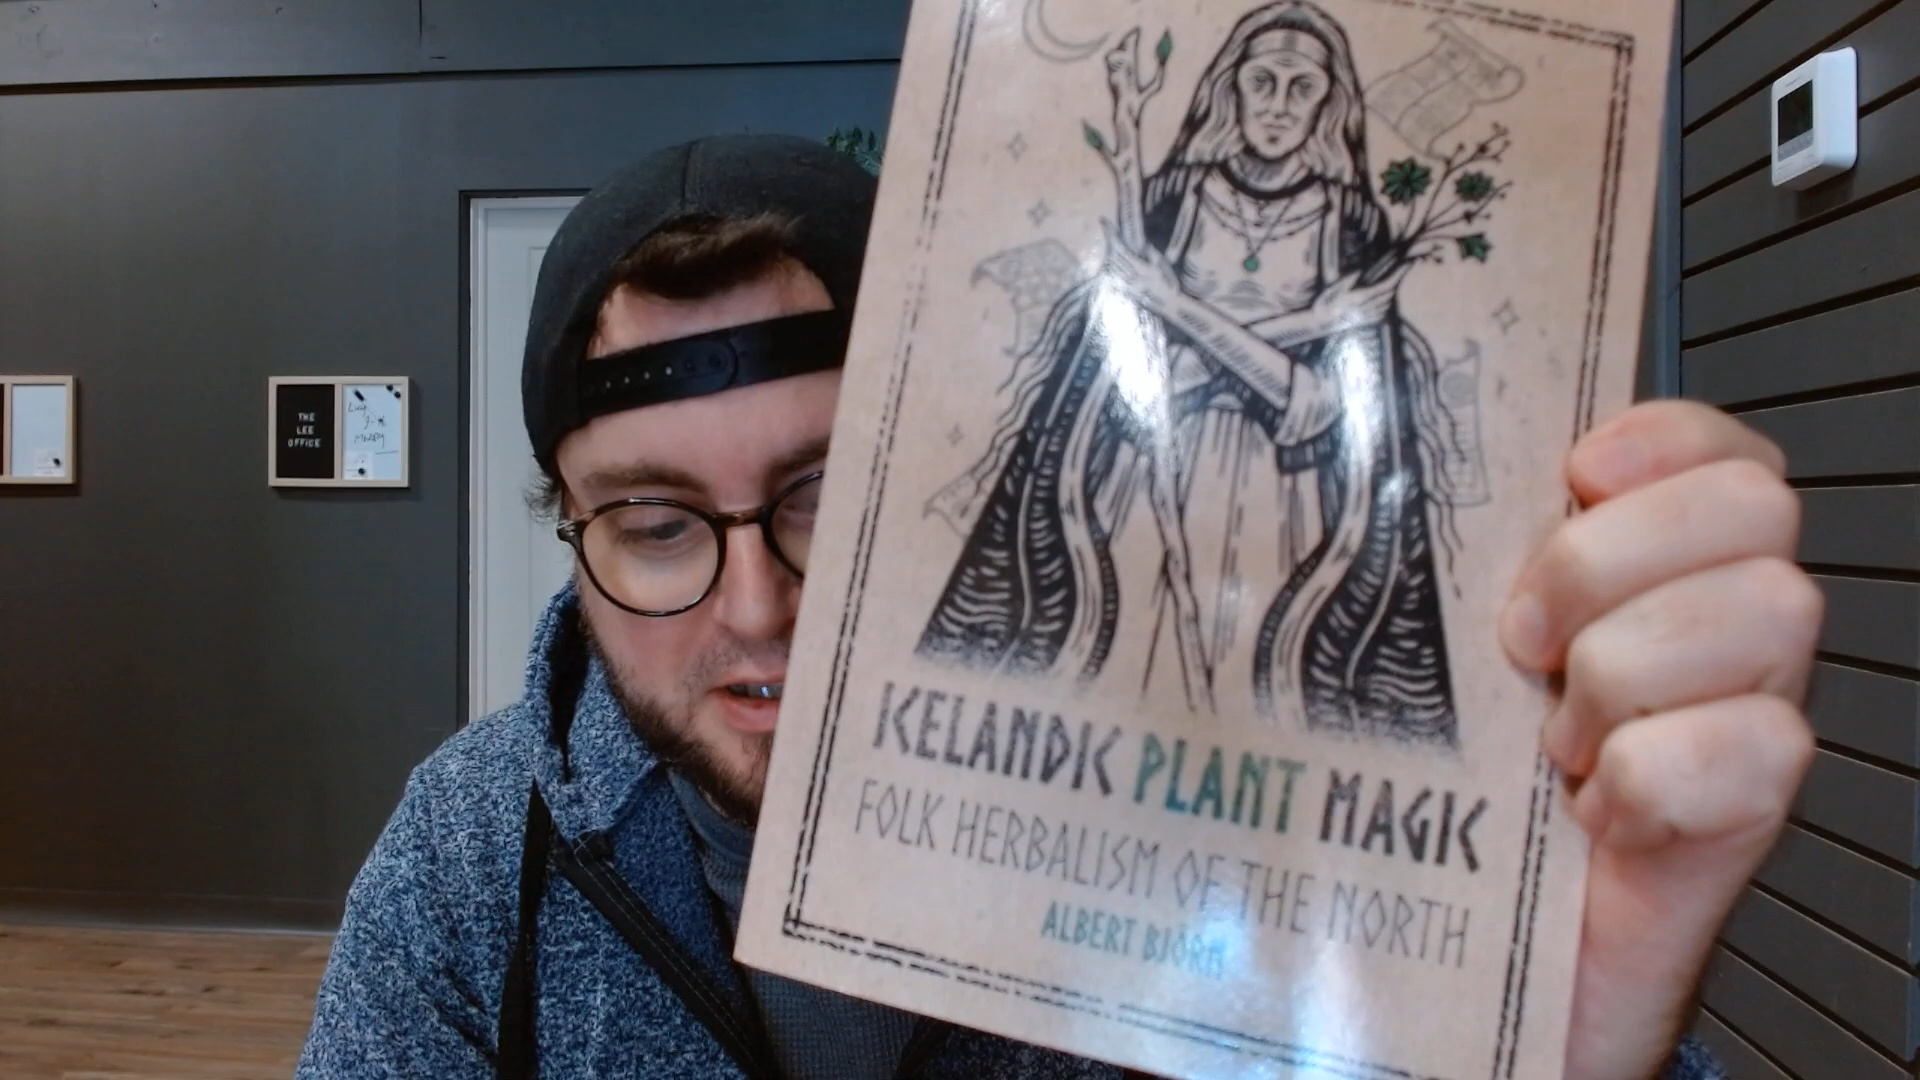 THE
LEE
OFFICE
ICELANDIC PLANT MAGIC
FOLK HERBALISM OF THE NORTH
ALBERT BJÖRN